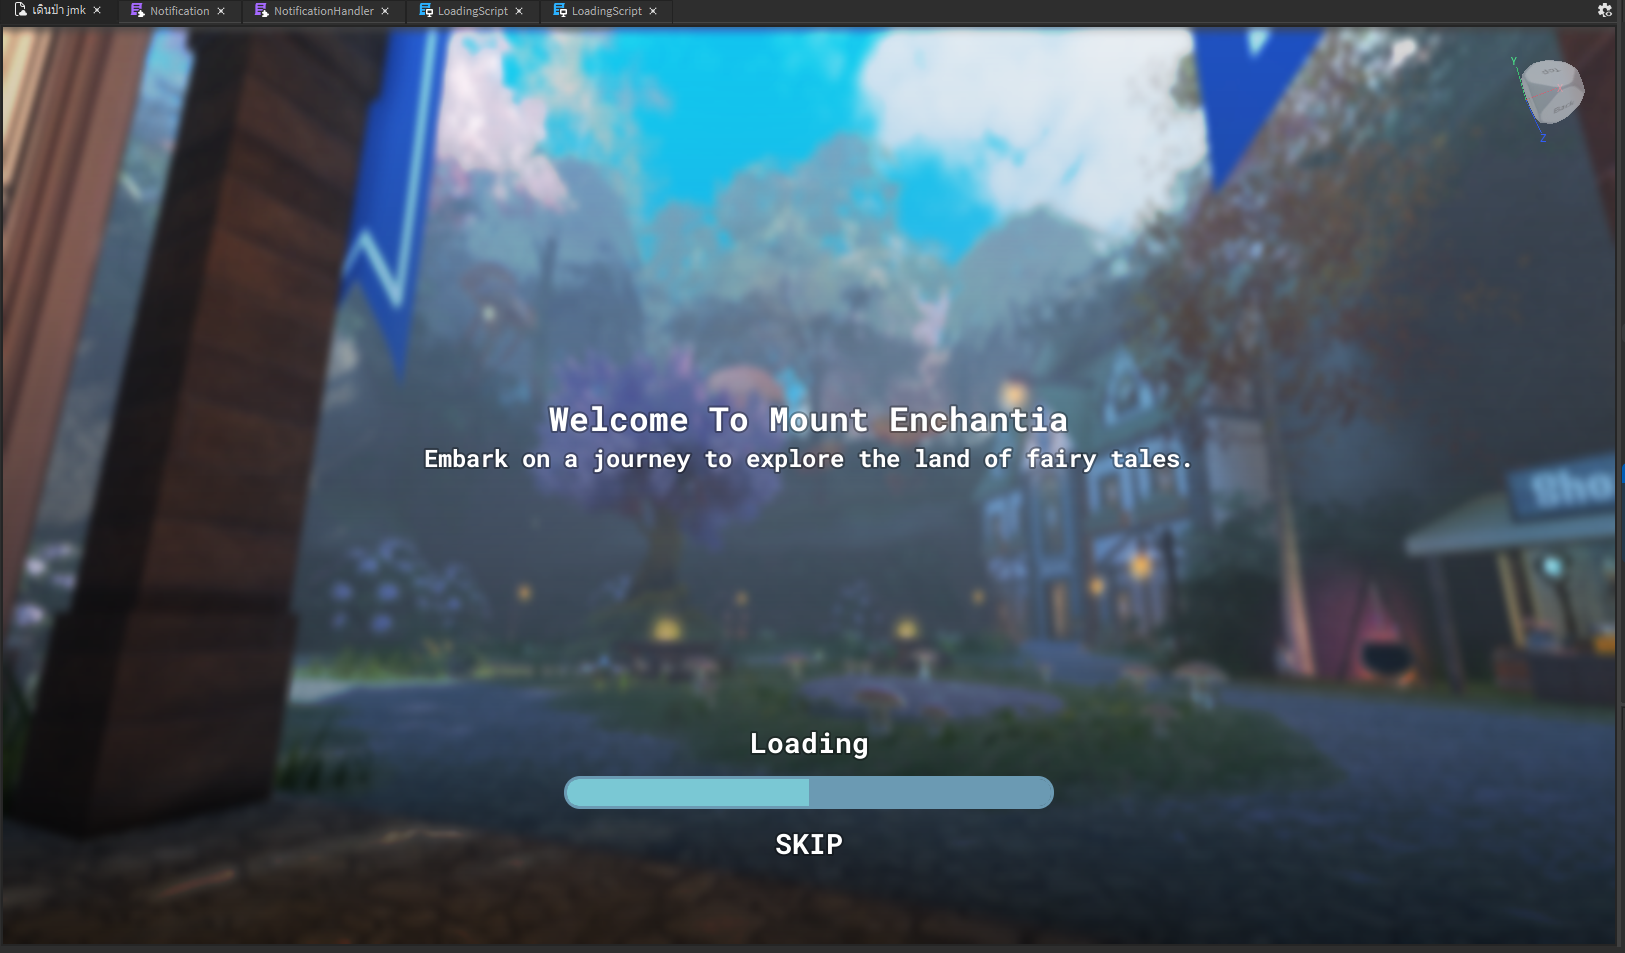 เดินป่า jmk
Notification
NotificationHandler
LoadingScript
LoadingScript
Y
Z
Welcome To Mount Enchantia
Embark on a journey to explore the land of fairy tales.
Sho
Loading
SKIP